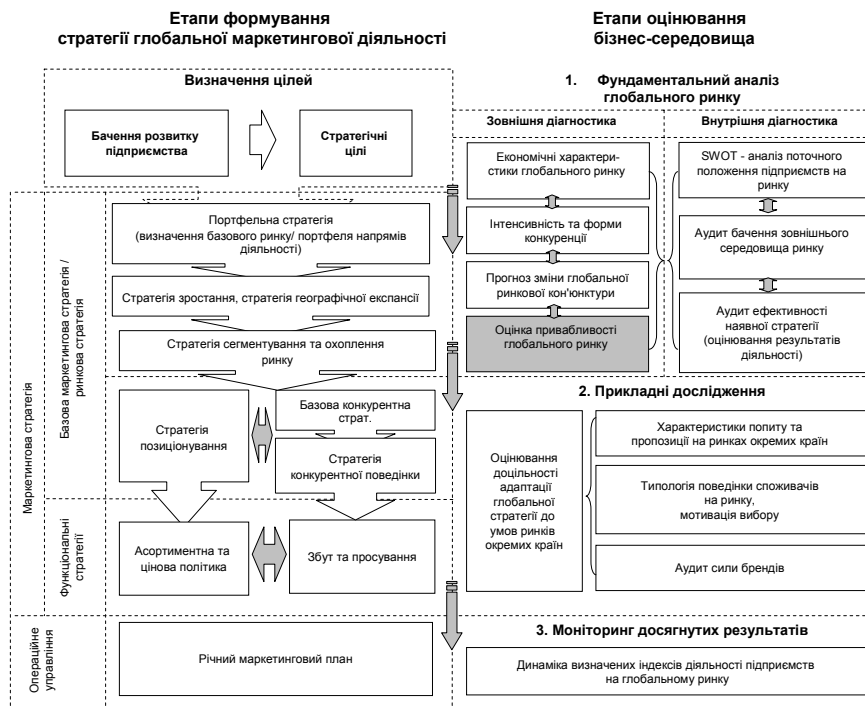 Етапи формування
стратегії глобальної маркетингової діяльності
Етапи оцінювання
бізнес-середовища
Визначення цілей
Бачення розвитку
підприємства
Стратегічні
цілі
Маркетингова стратегія
Базова маркетингова стратегія /
ринкова стратегія
Портфельна стратегія
(визначення базового ринку/ портфеля напрямів
діяльності)
Стратегія зростання, стратегія географічної експансії
Стратегія сегментування та охоплення
ринку
Стратегія
позиціонування
Базова конкурентна
страт.
Стратегія
конкурентної поведінки
Функціональні
стратегії
Асортиментна та
цінова політика
Збут та просування
Операційне
управління
Річний маркетинговий план
1. Фундаментальний аналіз
глобального ринку
Зовнішня діагностика
Внутрішня діагностика
Економічні характери-
стики глобального ринку
Інтенсивність та форми
конкуренції
Прогноз зміни глобальної
ринкової кон'юнктури
Оцінка привабливості
глобального ринку
SWOT - аналіз поточного
положення підприємств на
ринку
Аудит бачення зовнішнього
середовища ринку
Аудит ефективності
наявної стратегії
(оцінювання результатів
діяльності)
2. Прикладні дослідження
Оцінювання
доцільності
адаптації
глобальної
стратегії до
умов ринків
окремих країн
Характеристики попиту та
пропозиції на ринках окремих країн
Типологія поведінки споживачів
на ринку,
мотивація вибору
Аудит сили брендів
3. Моніторинг досягнутих результатів
Динаміка визначених індексів діяльності підприємств
на глобальному ринку